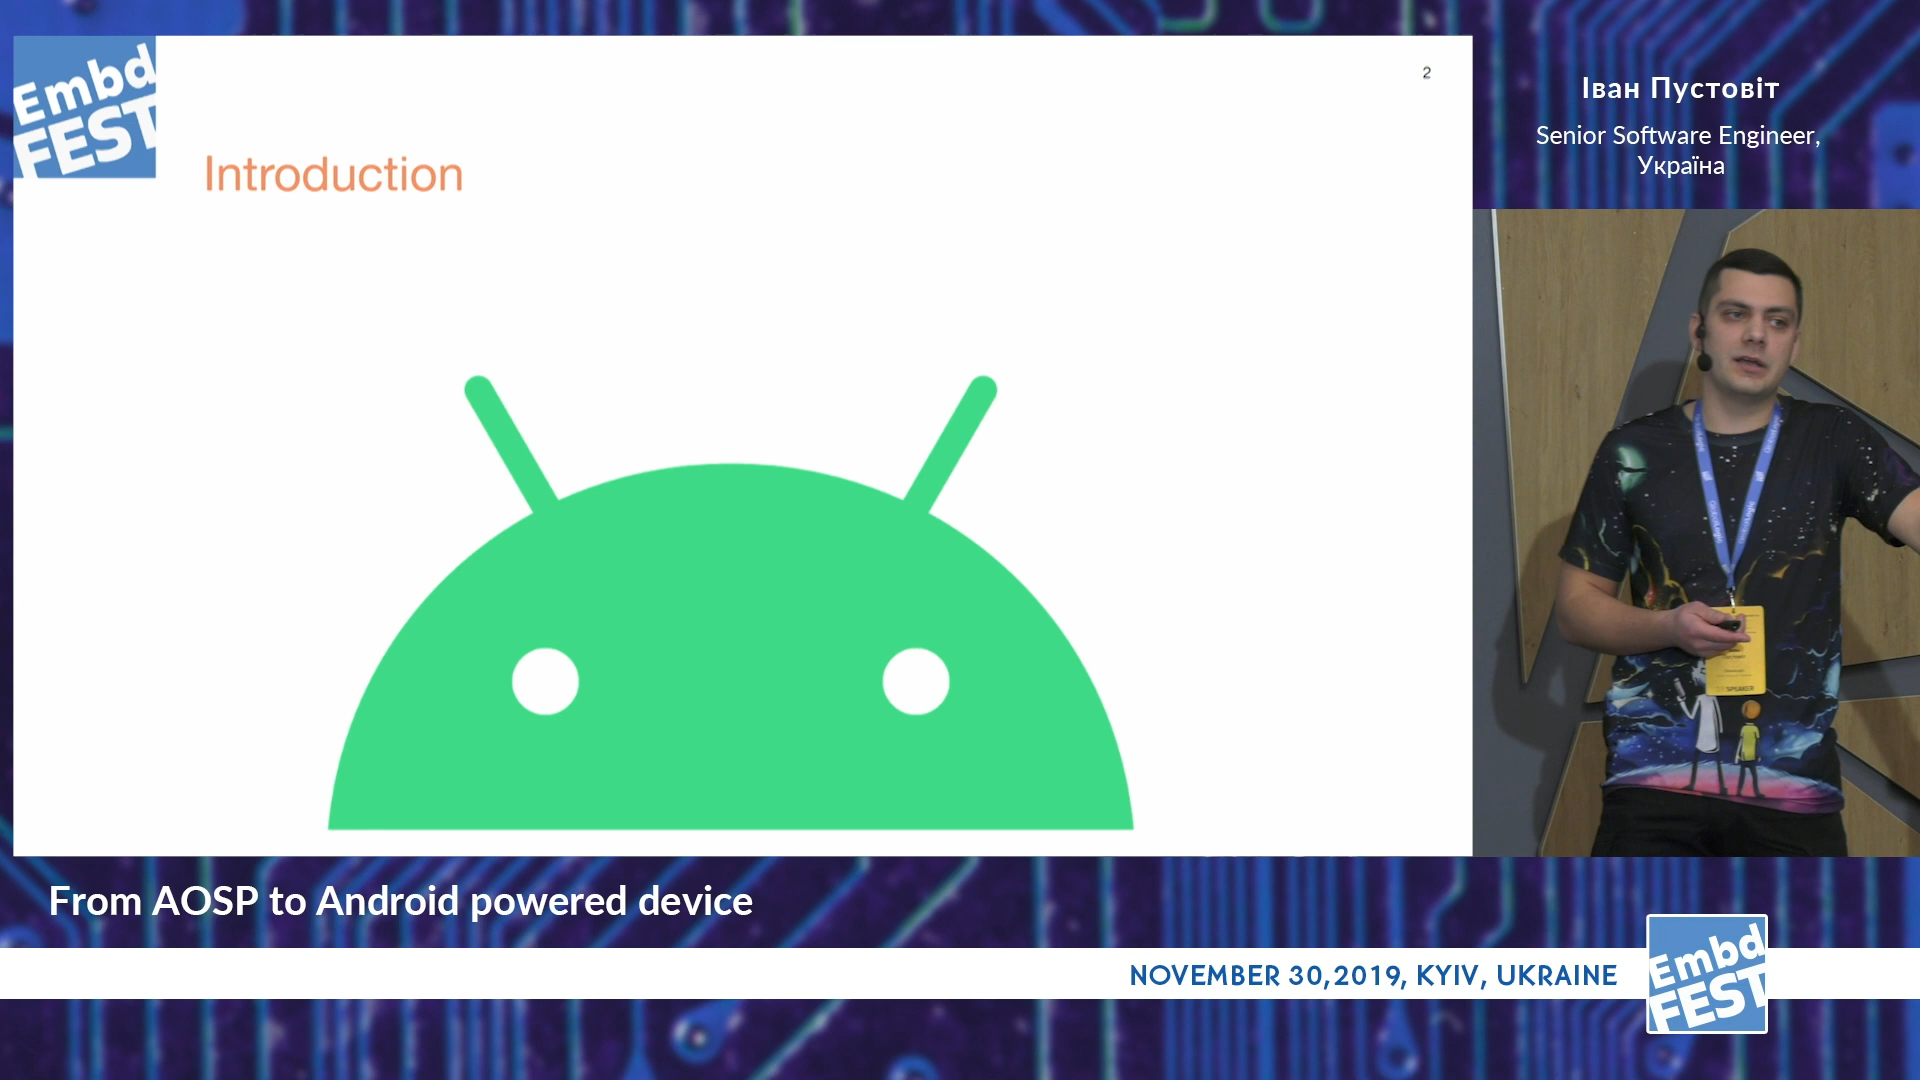 Embd
FEST
2
Introduction
Іван Пустовіт
Senior Software Engineer,
Україна
SPEAKER
From AOSP to Android powered device
NOVEMBER 30,2019, KYIV, UKRAINE
Embd
FEST